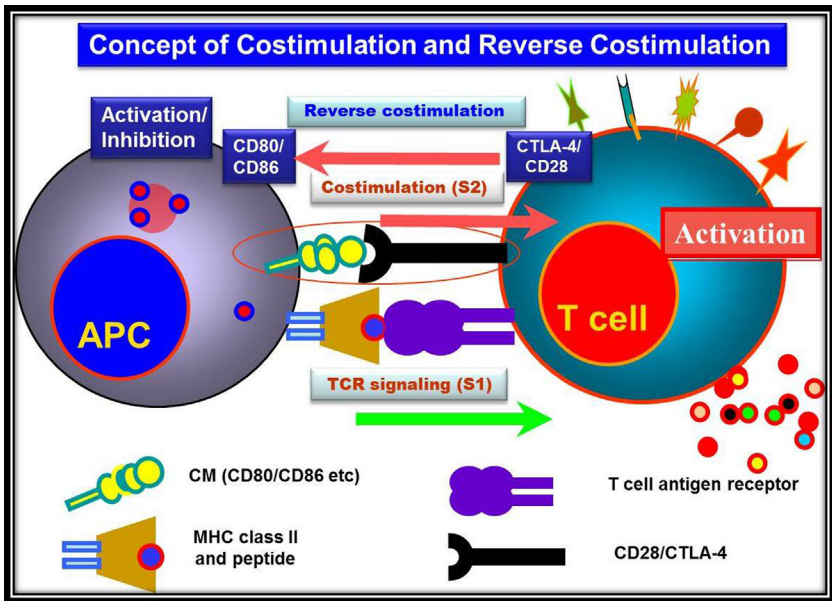 Concept of Costimulation and Reverse Costimulation
Activation/
Inhibition
CD80/
CD86
Reverse costimulation
CTLA-4/
CD28
Costimulation (S2)
Activation
APC
T cell
TCR signaling (S1)
CM (CD80/CD86 etc)
T cell antigen receptor
MHC class II
and peptide
CD28/CTLA-4